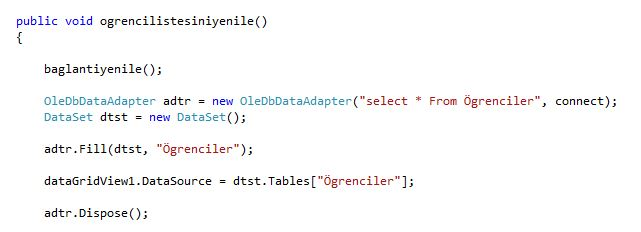 public void ogrencilistesiniyenile()
{
baglantiyenile();
OleDbDataAdapter adtr = new OleDbDataAdapter("select * From Ögrenciler", connect);
DataSet dtst = new DataSet();
adtr.Fill(dtst, "Ögrenciler");
dataGridView1.DataSource = dtst.Tables["Ögrenciler"];
adtr.Dispose();